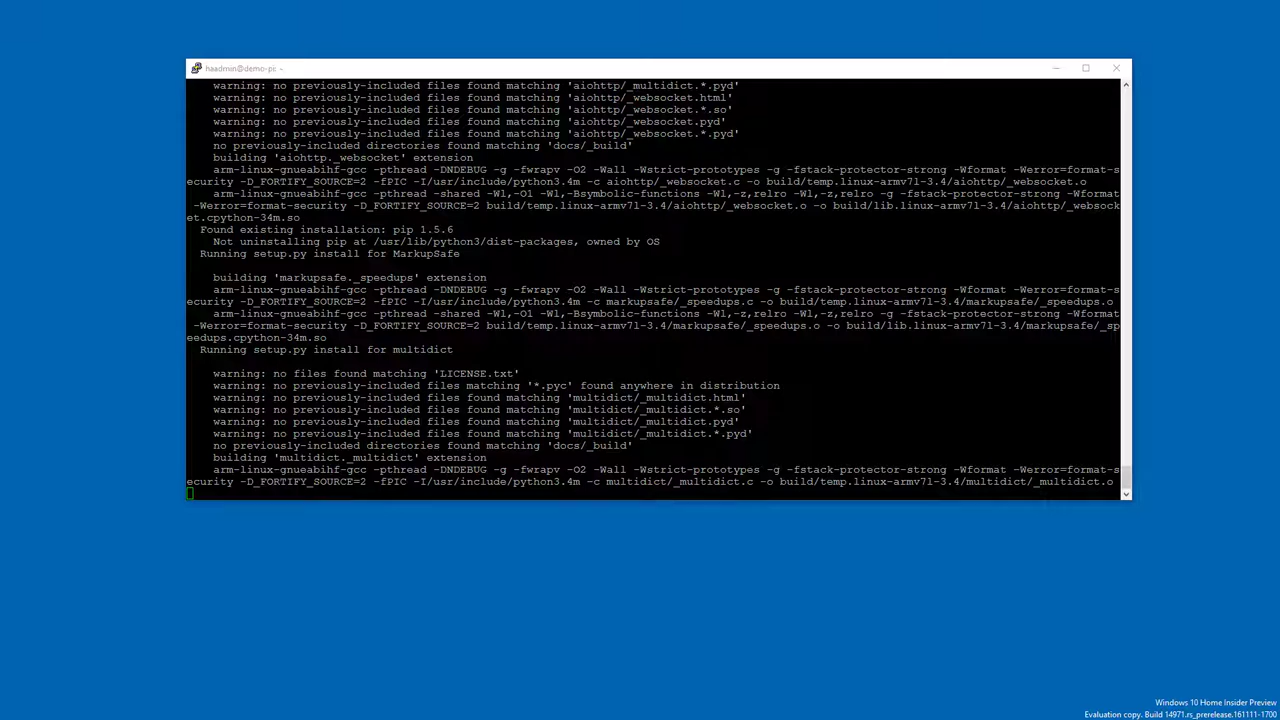 haadmin@demo-pi: ~
warning: no previously-included files found matching 'aiohttp/_multidict.*.pyd'
warning: no previously-included files found matching 'aiohttp/_websocket.html'
warning: no previously-included files found matching 'aiohttp/_websocket.*.so'
warning: no previously-included files found matching 'aiohttp/_websocket.pyd'
warning: no previously-included files found matching 'aiohttp/_websocket.*.pyd'
no previously-included directories found matching 'docs/_build'
building 'aiohttp._websocket' extension
arm-linux-gnueabihf-gcc -pthread -DNDEBUG -g -fwrapv -O2 -Wall -Wstrict-prototypes -g -fstack-protector-strong -Wformat -Werror=format-s
ecurity -D_FORTIFY_SOURCE=2 -fPIC -I/usr/include/python3.4m -c aiohttp/_websocket.c -o build/temp.linux-armv7l-3.4/aiohttp/_websocket.o
arm-linux-gnueabihf-gcc -pthread -shared -Wl,-O1 -Wl,-Bsymbolic-functions -Wl,-z,relro -Wl,-z,relro -g -fstack-protector-strong -Wformat
-Werror=format-security -D_FORTIFY_SOURCE=2 build/temp.linux-armv7l-3.4/aiohttp/_websocket.o -o build/lib.linux-armv7l-3.4/aiohttp/_websock
et.cpython-34m.so
Found existing installation: pip 1.5.6
Not uninstalling pip at /usr/lib/python3/dist-packages, owned by OS
Running setup.py install for MarkupSafe
building 'markupsafe._speedups' extension
arm-linux-gnueabihf-gcc -pthread -DNDEBUG -g -fwrapv -O2 -Wall -Wstrict-prototypes -g -fstack-protector-strong -Wformat -Werror=format-s
ecurity -D_FORTIFY_SOURCE=2 -fPIC -I/usr/include/python3.4m -c markupsafe/_speedups.c -o build/temp.linux-armv7l-3.4/markupsafe/_speedups.o
arm-linux-gnueabihf-gcc -pthread -shared -Wl,-O1 -Wl,-Bsymbolic-functions -Wl,-z,relro -Wl,-z,relro -g -fstack-protector-strong -Wformat
-Werror=format-security -D_FORTIFY_SOURCE=2 build/temp.linux-armv7l-3.4/markupsafe/_speedups.o -o build/lib.linux-armv7l-3.4/markupsafe/_sp
eedups.cpython-34m.so
Running setup.py install for multidict
warning: no files found matching 'LICENSE.txt'
warning: no previously-included files matching '*.pyc' found anywhere in distribution
warning: no previously-included files found matching 'multidict/_multidict.html'
warning: no previously-included files found matching 'multidict/_multidict.*.so'
warning: no previously-included files found matching 'multidict/_multidict.pyd'
warning: no previously-included files found matching 'multidict/_multidict.*.pyd'
no previously-included directories found matching 'docs/_build'
building 'multidict._multidict' extension
arm-linux-gnueabihf-gcc -pthread -DNDEBUG -g -fwrapv -O2 -Wall -Wstrict-prototypes -g -fstack-protector-strong -Wformat -Werror=format-s
ecurity -D_FORTIFY_SOURCE=2 -fPIC -I/usr/include/python3.4m -c multidict/_multidict.c -o build/temp.linux-armv7l-3.4/multidict/_multidict.o
Windows 10 Home Insider Preview
Evaluation copy. Build 14971.rs_prerelease.161111-1700